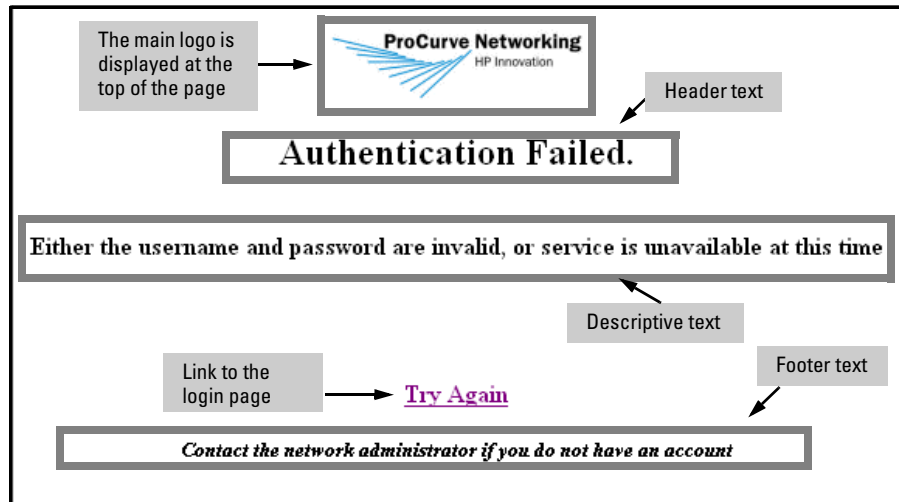 The main logo is
displayed at the
top of the page
ProCurve Networking
HP Innovation
Header text
Authentication Failed.
Either the username and password are invalid, or service is unavailable at this time
Descriptive text
Footer text
Link to the
login page
Try Again
Contact the network administrator if you do not have an account